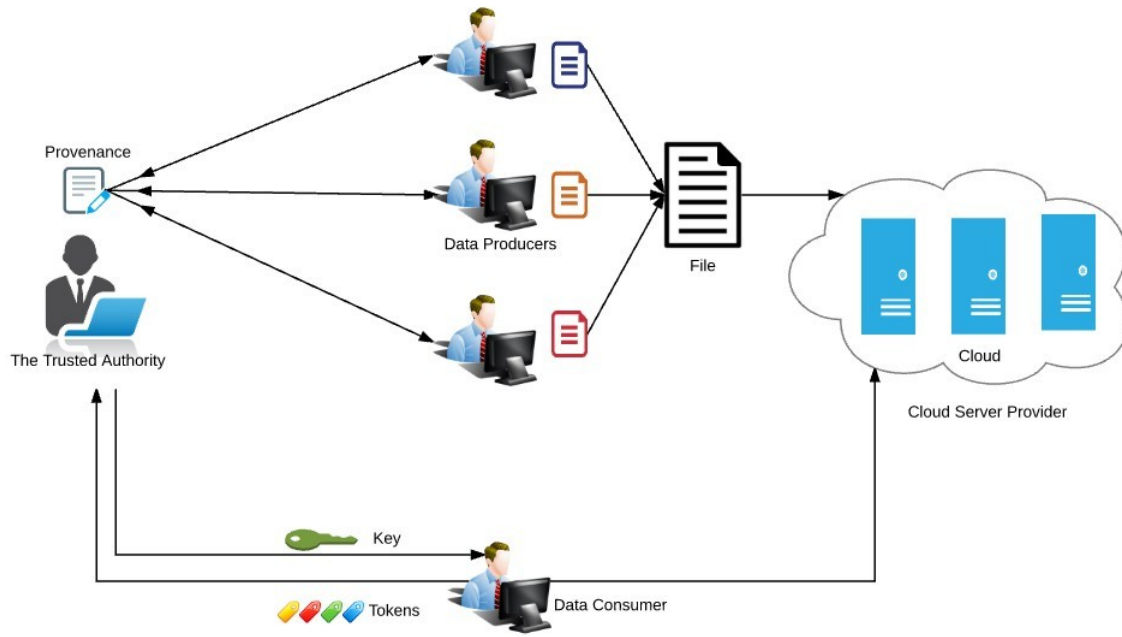 Provenance
Data Producers
File
The Trusted Authority
Cloud
Cloud Server Provider
Key
Tokens
Data Consumer